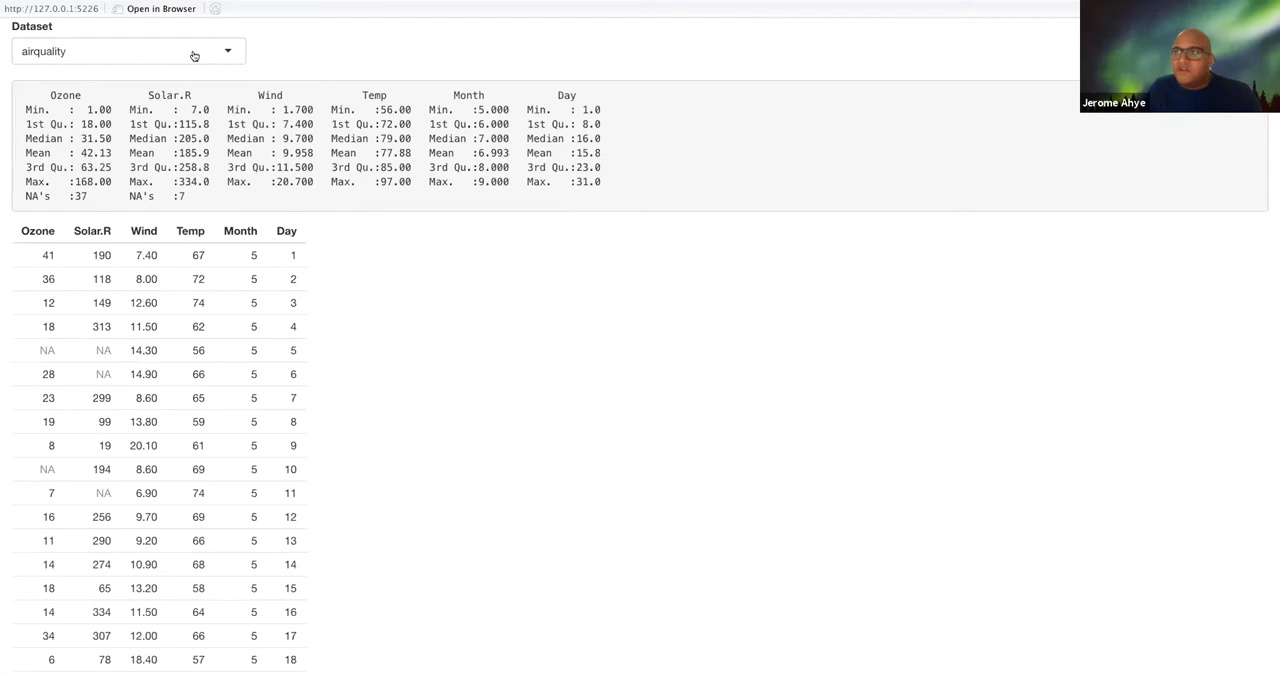 http://127.0.0.1:5226 Open in Browser
Dataset
airquality
Ozone Solar.R Wind Temp Month Day
Min. : 1.00 Min. : 7.0 Min. : 1.700 Min. :56.00 Min. :5.000 Min. : 1.0
1st Qu.: 18.00 1st Qu.:115.8 1st Qu.: 7.400 1st Qu.:72.00 1st Qu.:6.000 1st Qu.: 8.0
Median : 31.50 Median :205.0 Median : 9.700 Median :79.00 Median :7.000 Median :16.0
Mean : 42.13 Mean :185.9 Mean : 9.958 Mean :77.88 Mean :6.993 Mean :15.8
3rd Qu.: 63.25 3rd Qu.:258.8 3rd Qu.:11.500 3rd Qu.:85.00 3rd Qu.:8.000 3rd Qu.:23.0
Max. :168.00 Max. :334.0 Max. :20.700 Max. :97.00 Max. :9.000 Max. :31.0
NA's :37 NA's :7
Ozone Solar.R Wind Temp Month Day
41 190 7.40 67 5 1
36 118 8.00 72 5 2
12 149 12.60 74 5 3
18 313 11.50 62 5 4
NA NA 14.30 56 5 5
28 NA 14.90 66 5 6
23 299 8.60 65 5 7
19 99 13.80 59 5 8
8 19 20.10 61 5 9
NA 194 8.60 69 5 10
7 NA 6.90 74 5 11
16 256 9.70 69 5 12
11 290 9.20 66 5 13
14 274 10.90 68 5 14
18 65 13.20 58 5 15
14 334 11.50 64 5 16
34 307 12.00 66 5 17
6 78 18.40 57 5 18
Jerome Ahye